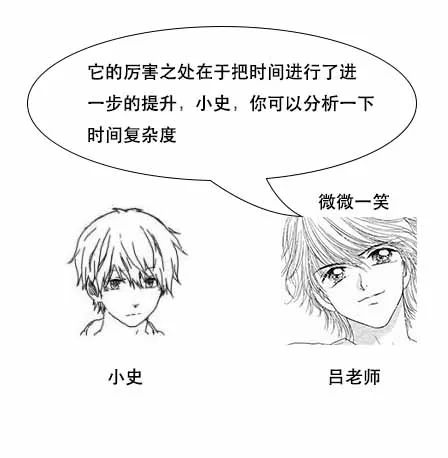 它的厉害之处在于把时间进行了进
一步的提升，小史，你可以分析一下
时间复杂度
微微一笑
小史
吕老师